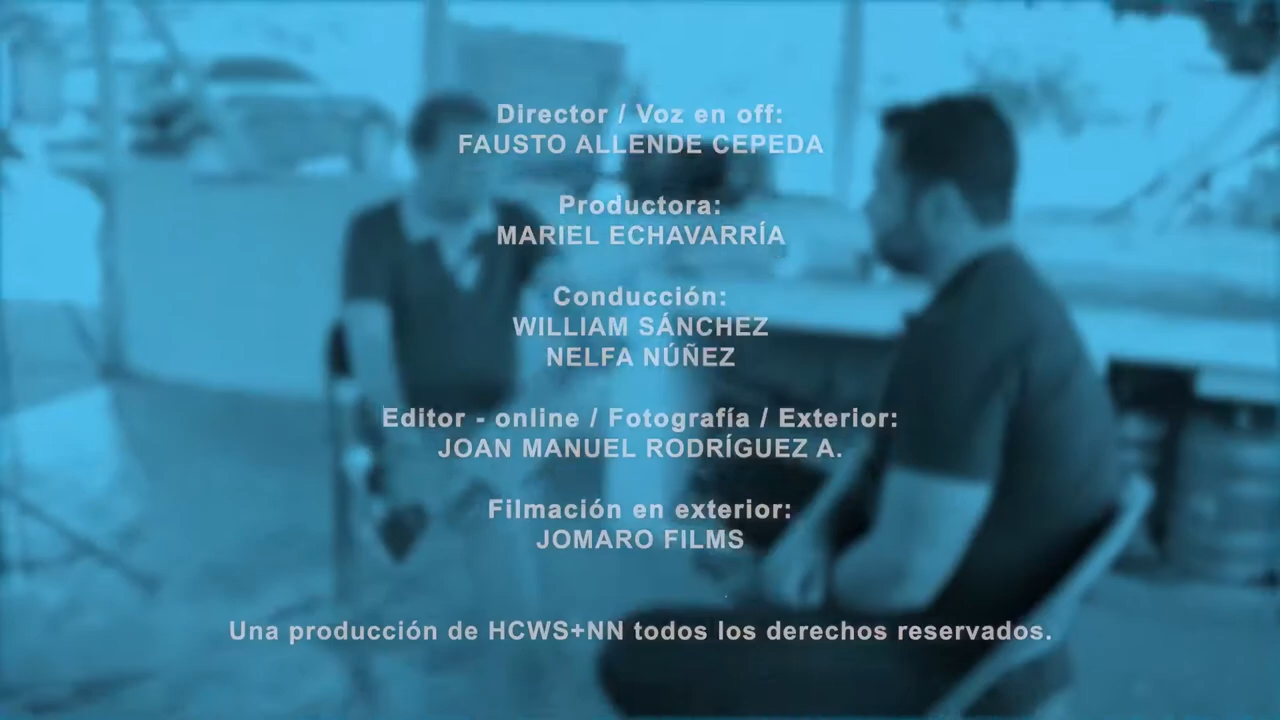 Director / Voz en off:
FAUSTO ALLENDE CEPEDA
Productora:
MARIEL ECHAVARRÍA
Conducción:
WILLIAM SÁNCHEZ
NELFA NÚÑEZ
Editor - online / Fotografía / Exterior:
JOAN MANUEL RODRÍGUEZ A.
Filmación en exterior:
JOMARO FILMS
Una producción de HCWS+NN todos los derechos reservados.